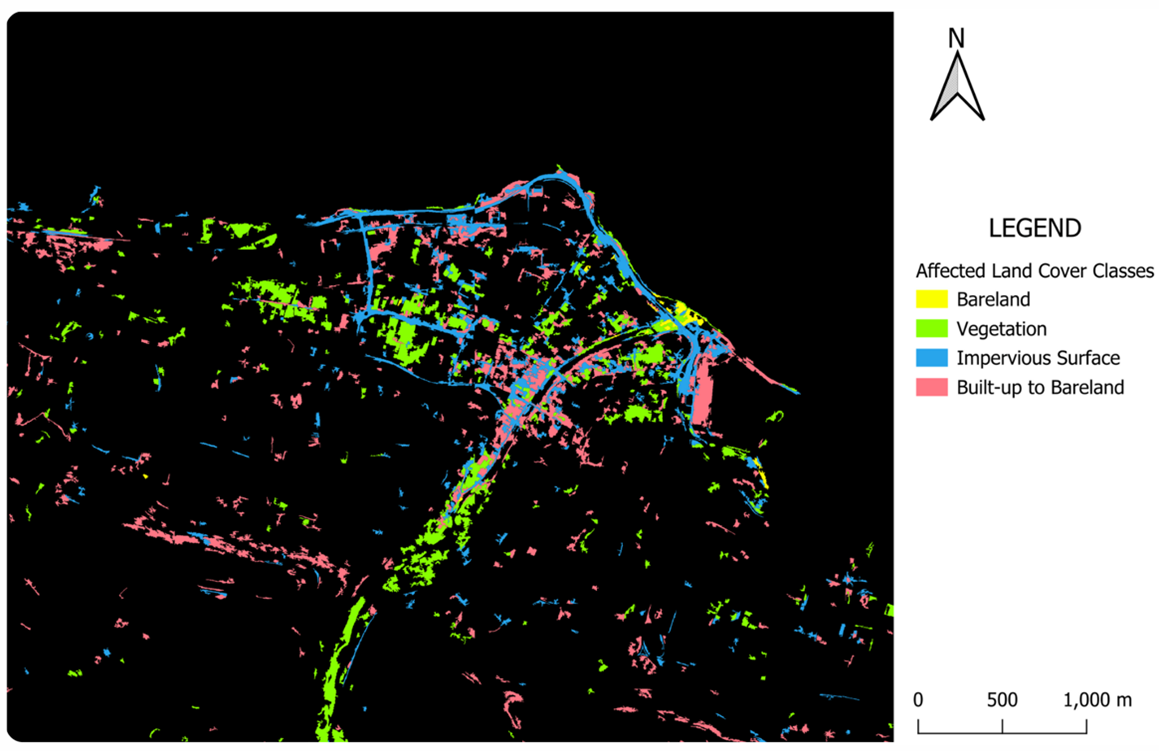 N
LEGEND
Affected Land Cover Classes
Bareland
Vegetation
Impervious Surface
Built-up to Bareland
0 500 1,000 m